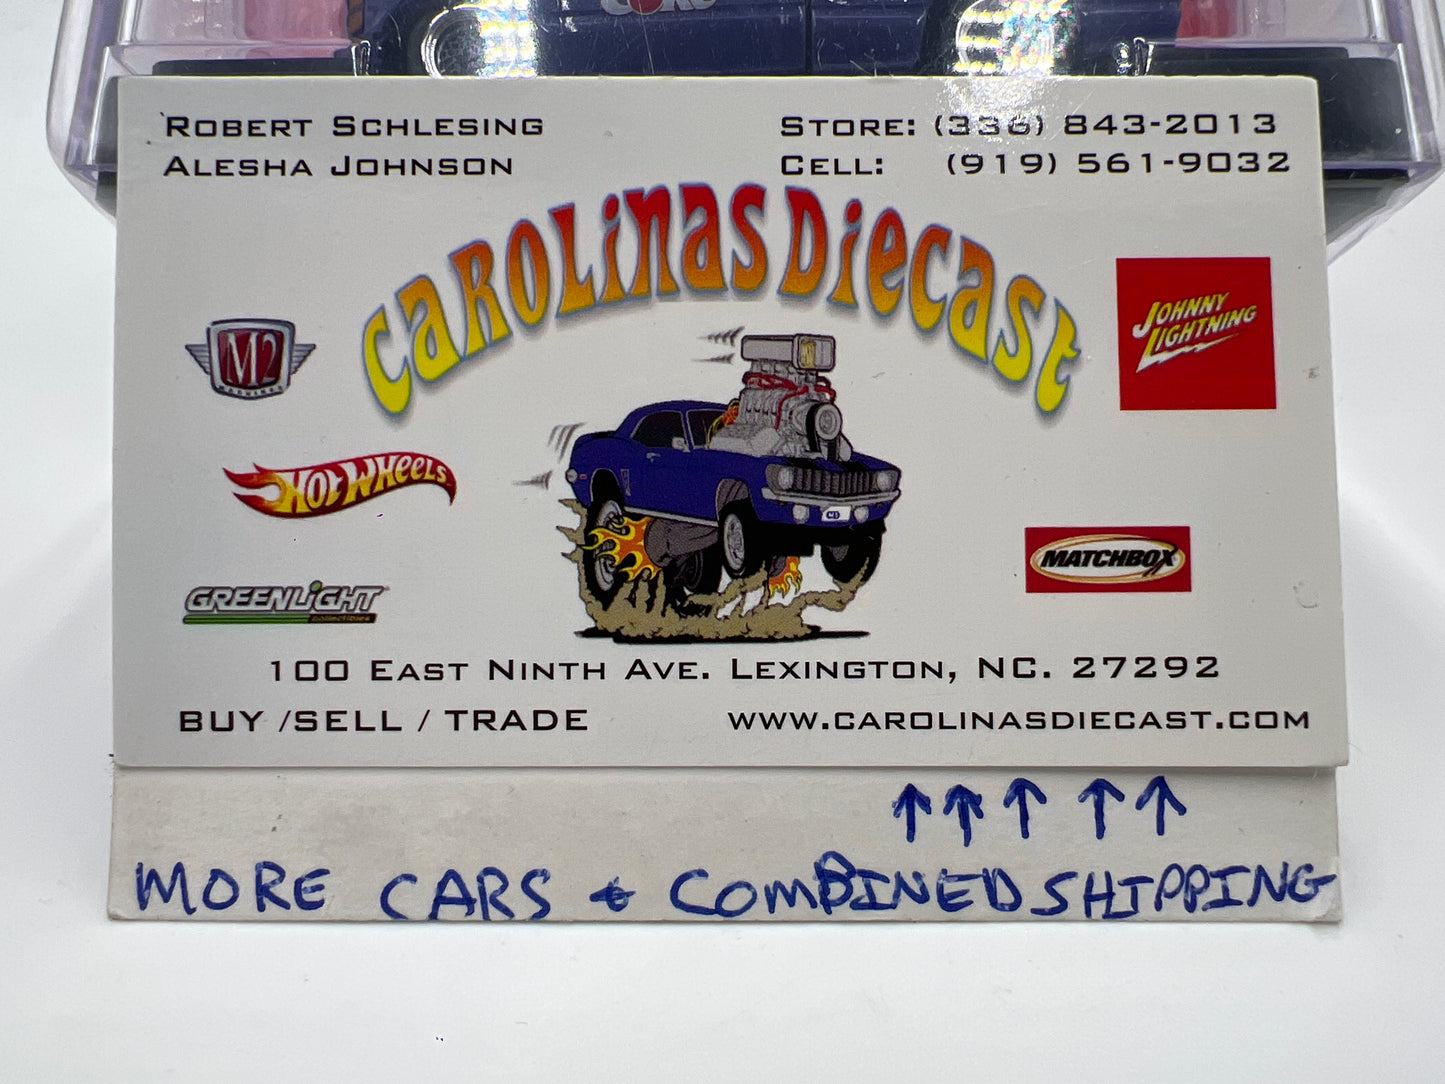 ROBERT SCHLESING
ALESHA JOHNSON
STORE: (336) 843-2013
CELL: (919) 561-9032
CAROLINAS DIECAST
M2
MACHINES
JOHNNY
LIGHTNING
HOT WHEELS
MATCHBOX
GREENLIGHT
collectibles
100 EAST NINTH AVE. LEXINGTON, NC. 27292
BUY /SELL / TRADE
WWW.CAROLINASDIECAST.COM
↑ ↑ ↑ ↑ ↑
MORE CARS & COMBINED SHIPPING